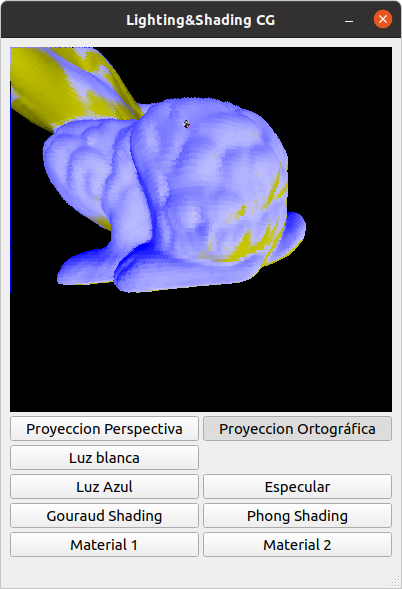 Lighting&Shading CG
Proyeccion Perspectiva
Proyeccion Ortográfica
Luz blanca
Luz Azul
Especular
Gouraud Shading
Phong Shading
Material 1
Material 2